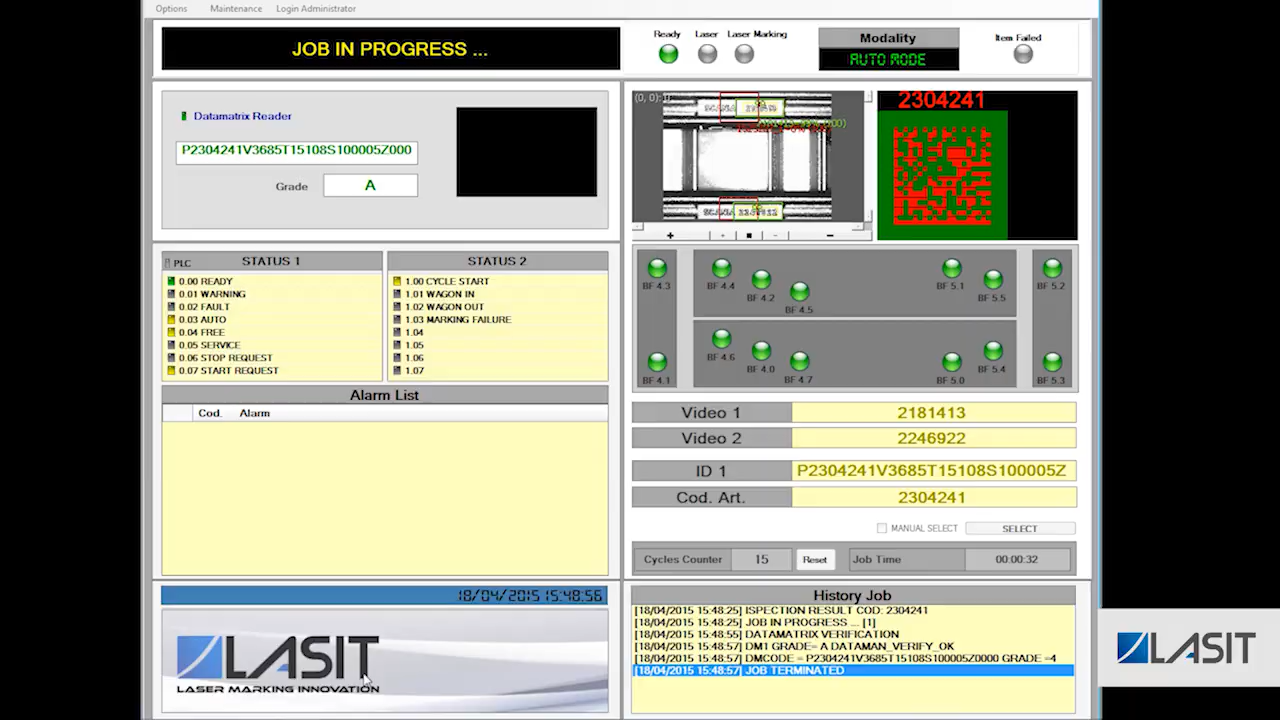 Options Maintenance Login Administrator
JOB IN PROGRESS ...
Ready Laser Laser Marking
Modality
AUTO MODE
Item Failed
Datamatrix Reader
P2304241V3685T15108S100005Z000
Grade A
(0, 0):
2304241
PLC STATUS 1
0.00 READY
0.01 WARNING
0.02 FAULT
0.03 AUTO
0.04 FREE
0.05 SERVICE
0.06 STOP REQUEST
0.07 START REQUEST
STATUS 2
1.00 CYCLE START
1.01 WAGON IN
1.02 WAGON OUT
1.03 MARKING FAILURE
1.04
1.05
1.06
1.07
BF 4.3 BF 4.4 BF 4.2 BF 4.5 BF 5.1 BF 5.5 BF 5.2
BF 4.1 BF 4.6 BF 4.0 BF 4.7 BF 5.0 BF 5.4 BF 5.3
Alarm List
Cod. Alarm
Video 1 2181413
Video 2 2246922
ID 1 P2304241V3685T15108S100005Z
Cod. Art. 2304241
MANUAL SELECT SELECT
Cycles Counter 15 Reset Job Time 00:00:32
18/04/2015 15:48:56
LASIT
LASER MARKING INNOVATION
History Job
[18/04/2015 15:48:25] ISPECTION RESULT COD: 2304241
[18/04/2015 15:48:25] JOB IN PROGRESS ... [1]
[18/04/2015 15:48:55] DATAMATRIX VERIFICATION
[18/04/2015 15:48:57] DM1 GRADE= A DATAMAN_VERIFY_OK
[18/04/2015 15:48:57] DMCODE = P2304241V3685T15108S100005Z0000 GRADE =4
[18/04/2015 15:48:57] JOB TERMINATED
LASIT